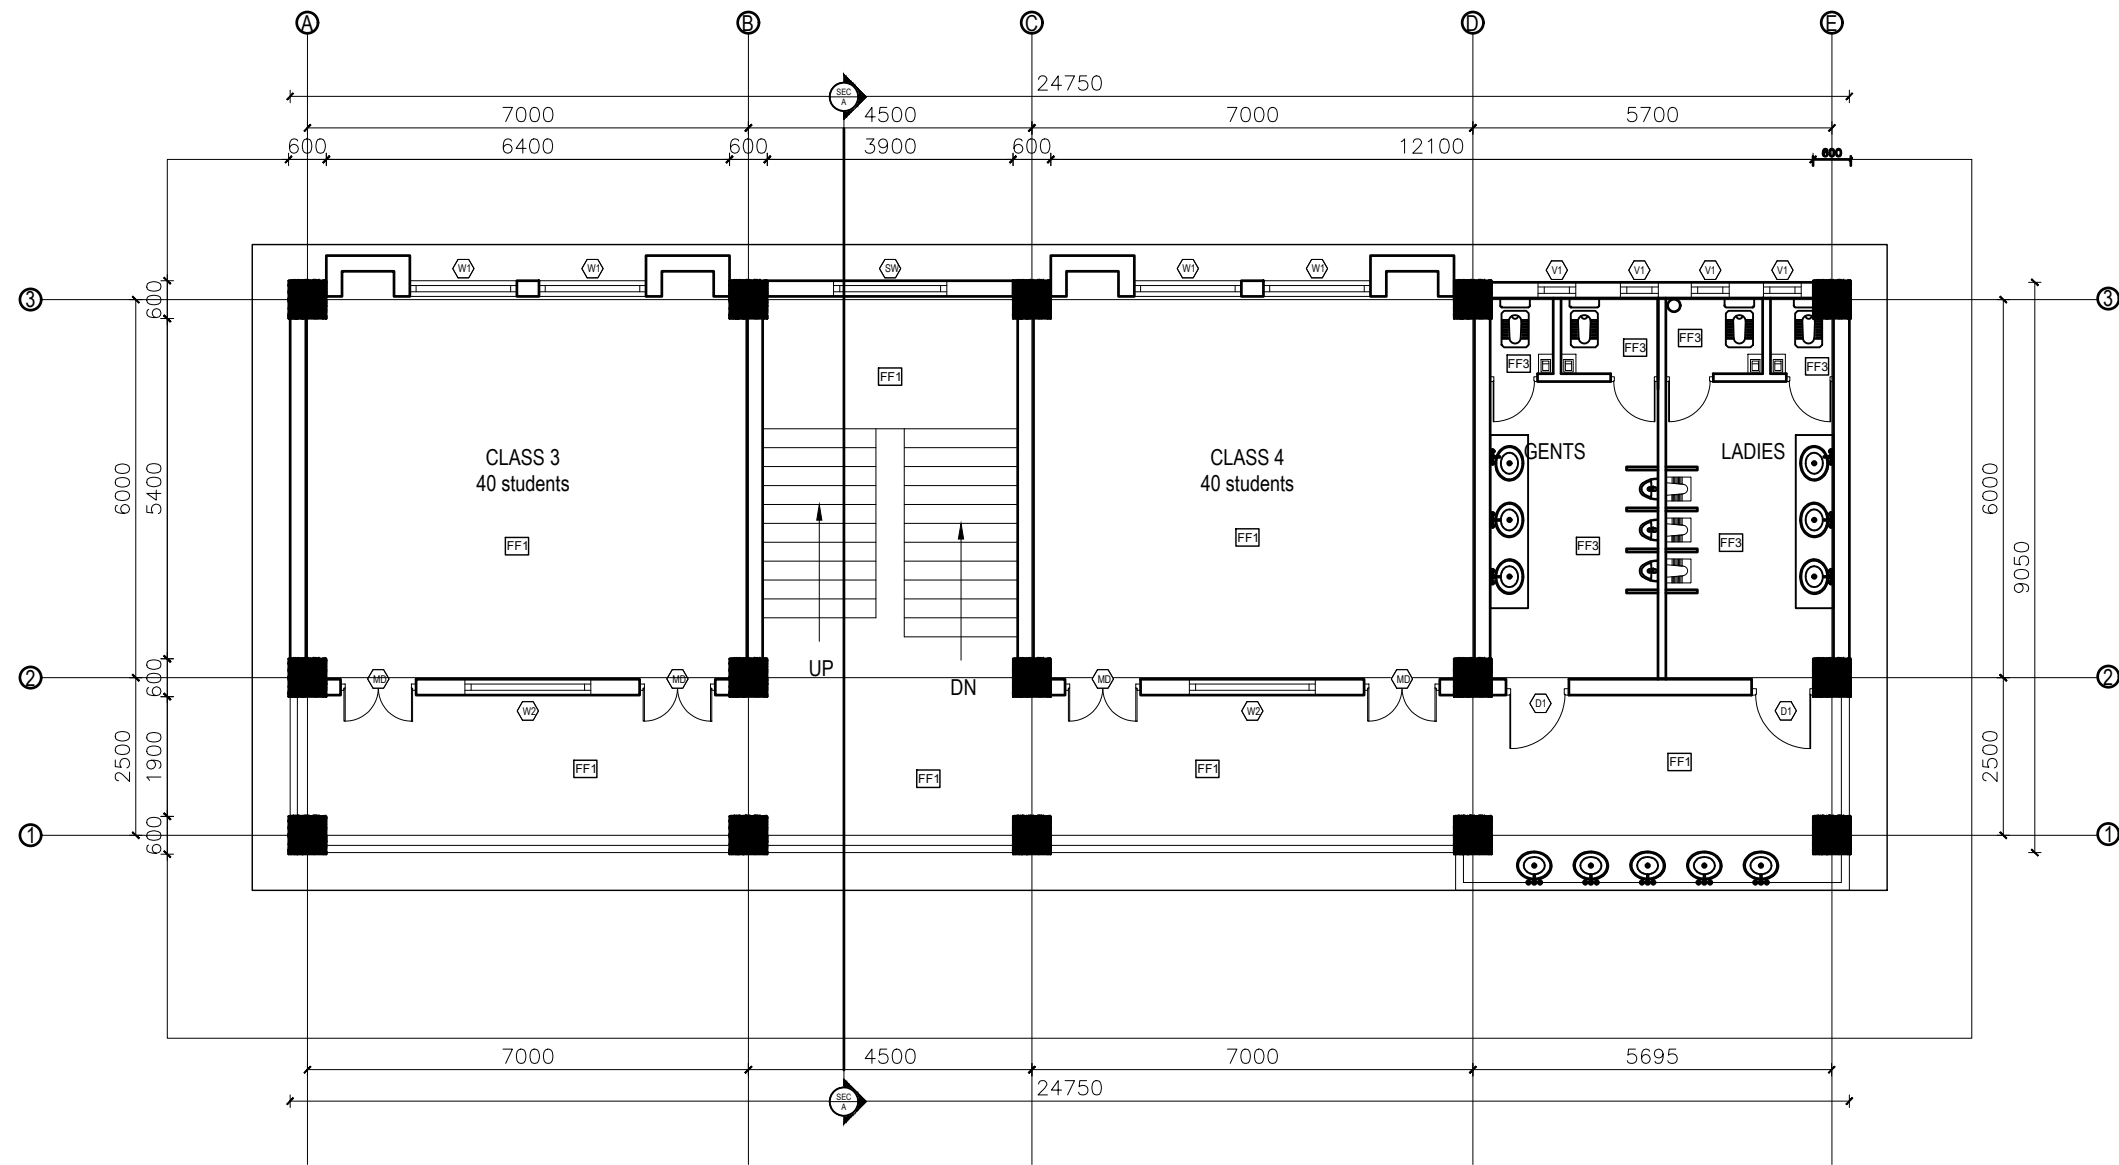 A B C D E
24750
SEC
A
7000 4500 7000 5700
600 6400 600 3900 600 12100 600
W1 W1 SW W1 W1 V1 V1 V1 V1
3 3
600
FF3 FF3 FF3 FF3
FF1
CLASS 3
40 students
CLASS 4
40 students
GENTS LADIES
6000 5400 6000
FF1 FF1 FF3 FF3
9050
UP
DN
2 600 MD MD MD MD 2
W2 W2 D1 D1
2500 1900 2500
FF1 FF1 FF1 FF1
1 600 1
7000 4500 7000 5695
24750
SEC
A